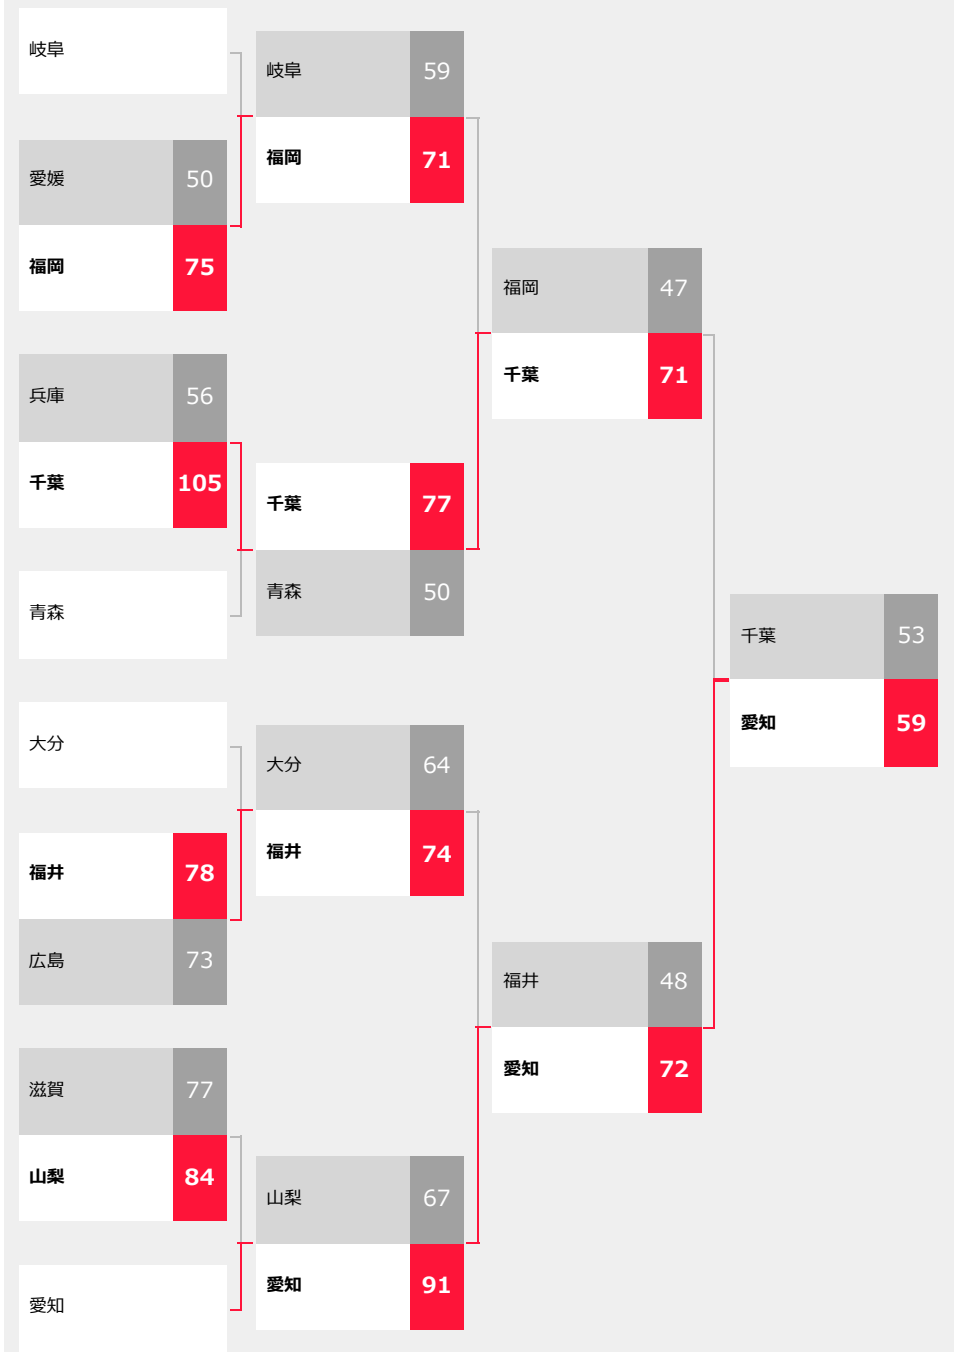 岐阜
愛媛 50
福岡 75
兵庫 56
千葉 105
青森
大分
福井 78
広島 73
滋賀 77
山梨 84
愛知
岐阜 59
福岡 71
千葉 77
青森 50
大分 64
福井 74
山梨 67
愛知 91
福岡 47
千葉 71
福井 48
愛知 72
千葉 53
愛知 59